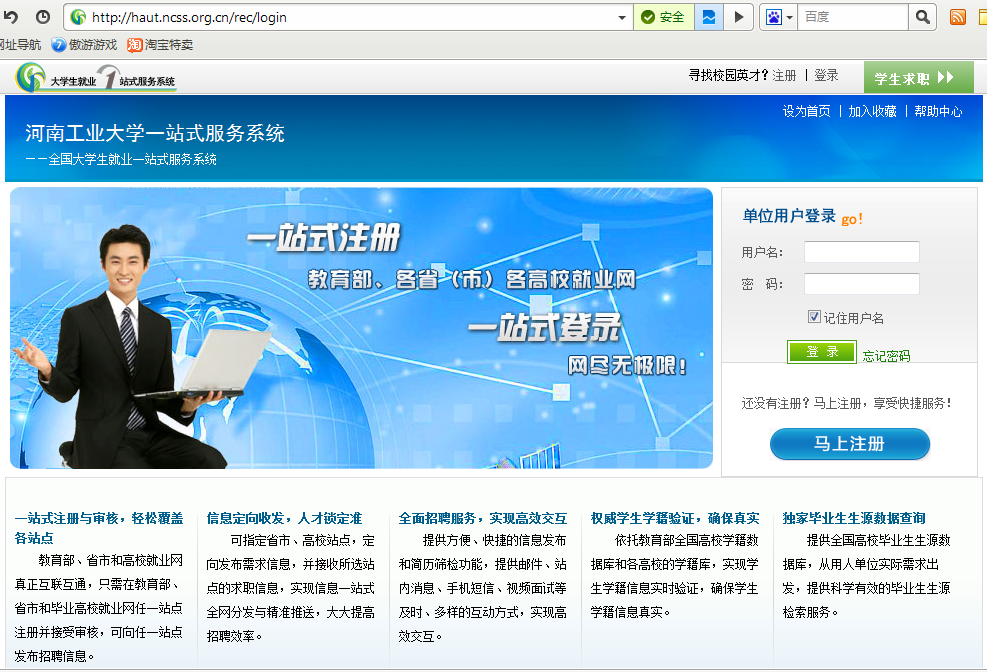 http://haut.ncss.org.cn/rec/login
安全
百度
网址导航 傲游游戏 淘宝特卖
大学生就业1站式服务系统
寻找校园英才？注册 | 登录
学生求职
设为首页 | 加入收藏 | 帮助中心
河南工业大学一站式服务系统
－－全国大学生就业一站式服务系统
一站式注册
教育部、各省（市）各高校就业网
一站式登录
网尽无极限！
单位用户登录 go!
用户名：
密 码：
记住用户名
登 录 忘记密码
还没有注册？马上注册，享受快捷服务！
马上注册
一站式注册与审核，轻松覆盖
各站点
教育部、省市和高校就业网
真正互联互通，只需在教育部、
省市和毕业高校就业网任一站点
注册并接受审核，可向任一站点
发布招聘信息。
信息定向收发，人才锁定准
可指定省市、高校站点，定
向发布需求信息，并接收所选站
点的求职信息，实现信息一站式
全网分发与精准推送，大大提高
招聘效率。
全面招聘服务，实现高效交互
提供方便、快捷的信息发布
和简历筛检功能，提供邮件、站
内消息、手机短信、视频面试等
及时、多样的互动方式，实现高
效交互。
权威学生学籍验证，确保真实
依托教育部全国高校学籍数
据库和各高校的学籍库，实现学
生学籍信息实时验证，确保学生
学籍信息真实。
独家毕业生生源数据查询
提供全国高校毕业生生源数
据库，从用人单位实际需求出
发，提供科学有效的毕业生生源
检索服务。